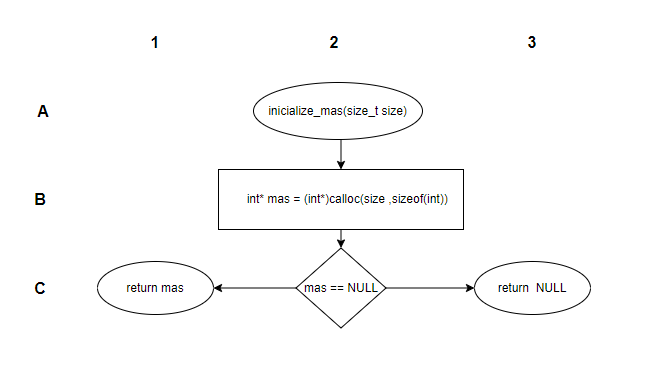 1 2 3
A
inicialize_mas(size_t size)
B
int* mas = (int*)calloc(size ,sizeof(int))
C
return mas
mas == NULL
return NULL